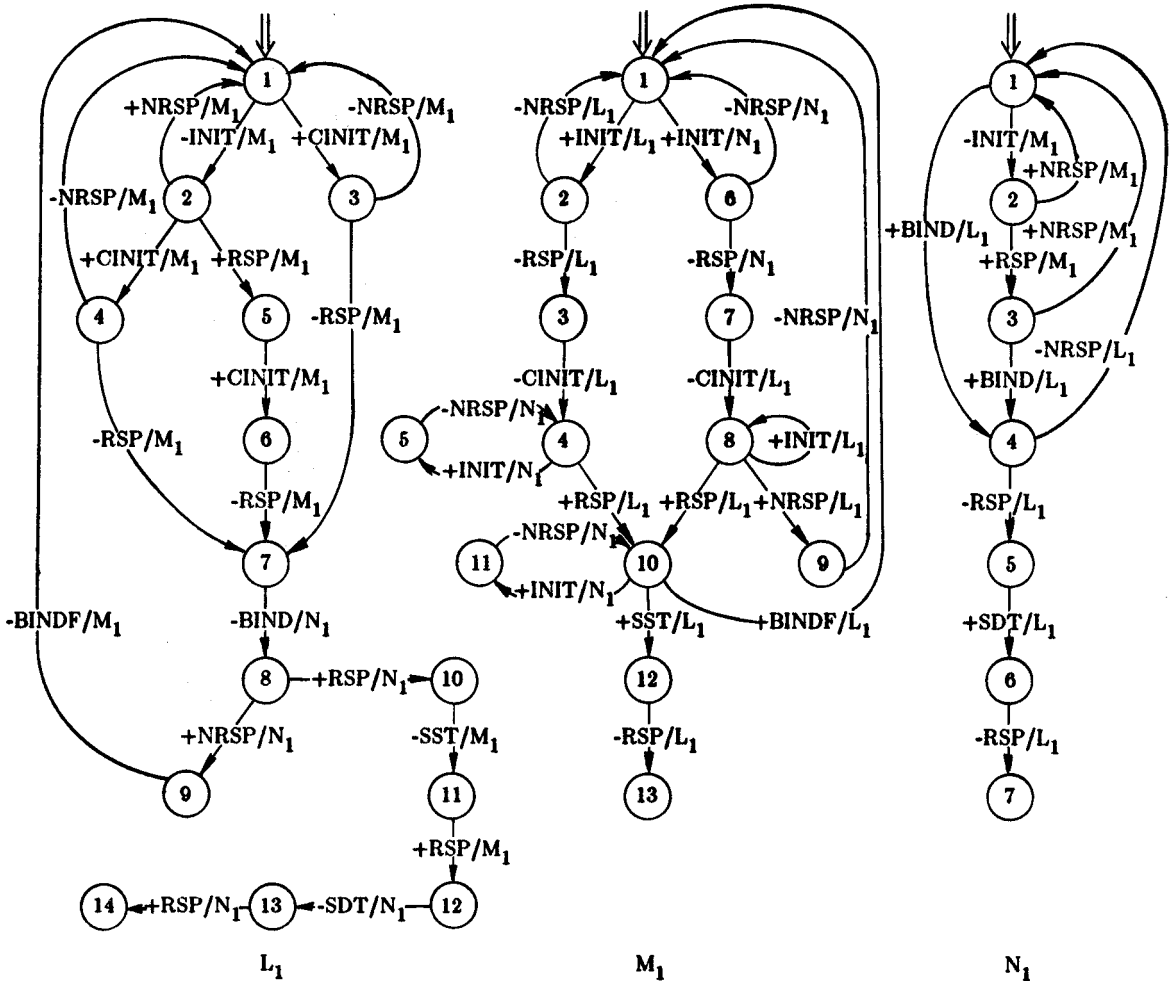 1
+NRSP/M1
-INIT/M1
+CINIT/M1
-NRSP/M1
2
3
-NRSP/M1
+CINIT/M1
+RSP/M1
4
5
-RSP/M1
+CINIT/M1
6
-RSP/M1
-RSP/M1
7
-BINDF/M1
-BIND/N1
8
+RSP/N1
10
+NRSP/N1
-SST/M1
9
11
+RSP/M1
14
+RSP/N1
13
-SDT/N1
12
L1
1
-NRSP/L1
+INIT/L1
+INIT/N1
-NRSP/N1
2
6
-RSP/L1
-RSP/N1
3
7
-NRSP/N1
-CINIT/L1
-CINIT/L1
-NRSP/N1
5
4
8
+INIT/L1
+INIT/N1
+RSP/L1
+RSP/L1
+NRSP/L1
-NRSP/N1
11
10
9
+INIT/N1
+SST/L1
+BINDF/L1
12
-RSP/L1
13
M1
1
-INIT/M1
+NRSP/M1
2
+BIND/L1
+NRSP/M1
+RSP/M1
3
-NRSP/L1
+BIND/L1
4
-RSP/L1
5
+SDT/L1
6
-RSP/L1
7
N1